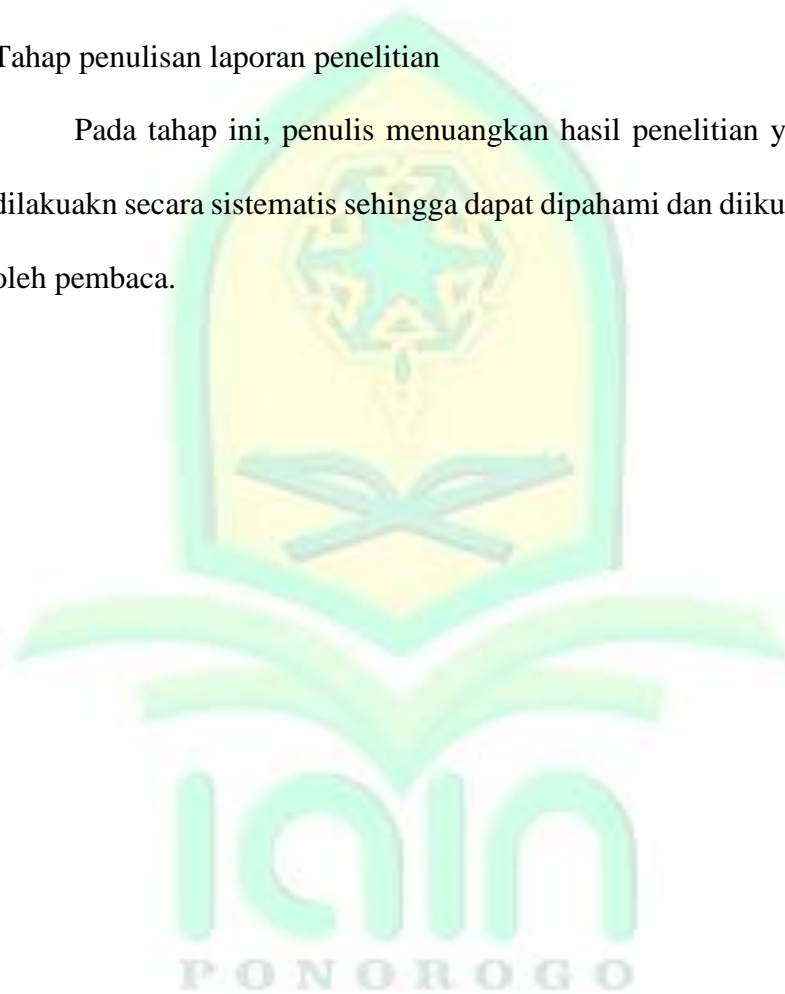 Tahap penulisan laporan penelitian
Pada tahap ini, penulis menuangkan hasil penelitian y
dilakuakn secara sistematis sehingga dapat dipahami dan diiku
oleh pembaca.
iain
PONOROGO